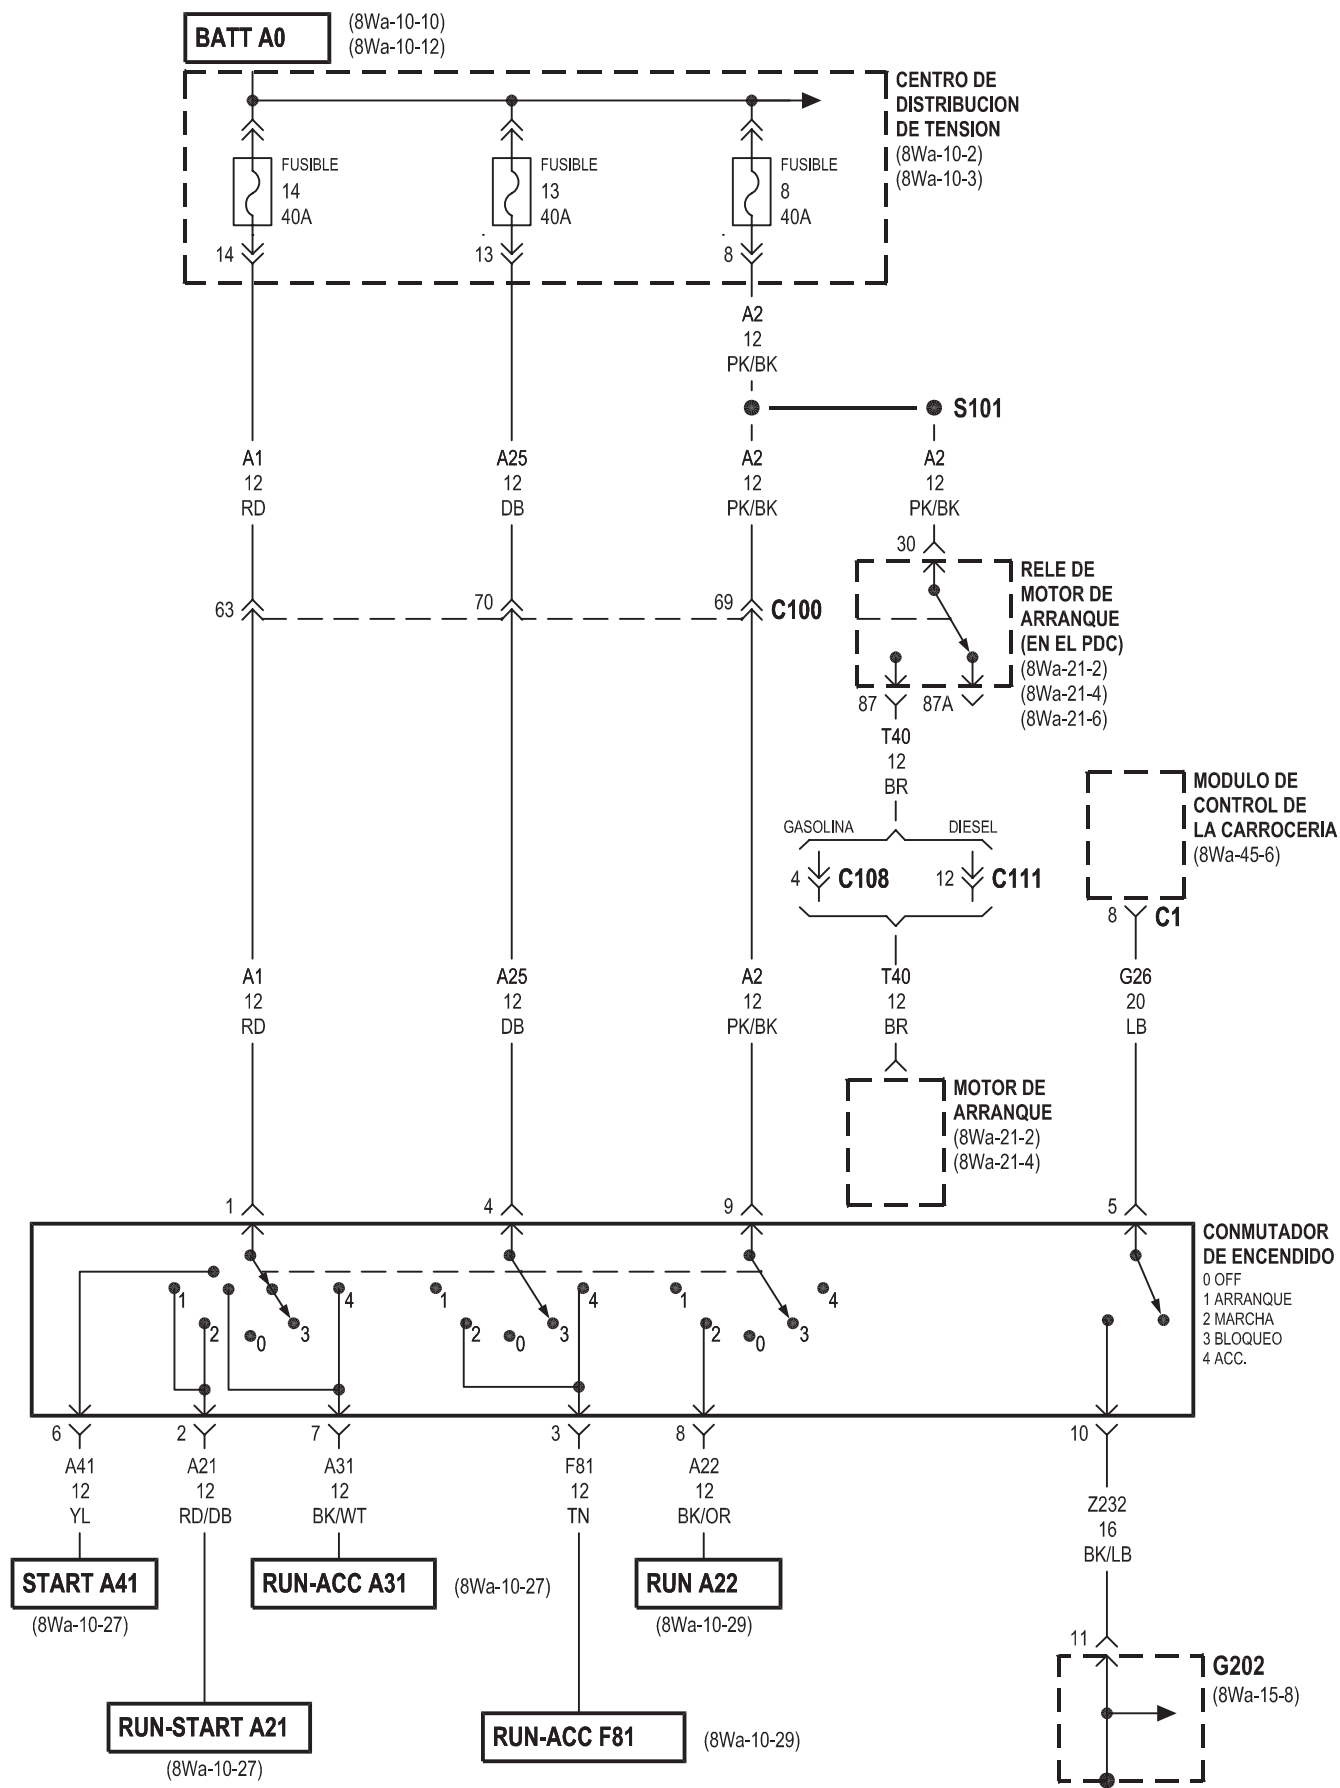 BATT A0
(8Wa-10-10)
(8Wa-10-12)
CENTRO DE
DISTRIBUCION
DE TENSION
(8Wa-10-2)
(8Wa-10-3)
FUSIBLE
14
40A
FUSIBLE
13
40A
FUSIBLE
8
40A
14
13
8
A2
12
PK/BK
S101
A1
12
RD
A25
12
DB
A2
12
PK/BK
A2
12
PK/BK
30
63
70
69
C100
RELE DE
MOTOR DE
ARRANQUE
(EN EL PDC)
(8Wa-21-2)
(8Wa-21-4)
(8Wa-21-6)
87
87A
T40
12
BR
GASOLINA
DIESEL
4
C108
12
C111
MODULO DE
CONTROL DE
LA CARROCERIA
(8Wa-45-6)
8
C1
A1
12
RD
A25
12
DB
A2
12
PK/BK
T40
12
BR
G26
20
LB
MOTOR DE
ARRANQUE
(8Wa-21-2)
(8Wa-21-4)
1
4
9
5
CONMUTADOR
DE ENCENDIDO
0 OFF
1 ARRANQUE
2 MARCHA
3 BLOQUEO
4 ACC.
1
2
0
3
4
1
2
0
3
4
1
2
0
3
4
6
2
7
3
8
10
A41
12
YL
A21
12
RD/DB
A31
12
BK/WT
F81
12
TN
A22
12
BK/OR
Z232
16
BK/LB
START A41
(8Wa-10-27)
RUN-ACC A31
(8Wa-10-27)
RUN A22
(8Wa-10-29)
11
G202
(8Wa-15-8)
RUN-START A21
(8Wa-10-27)
RUN-ACC F81
(8Wa-10-29)